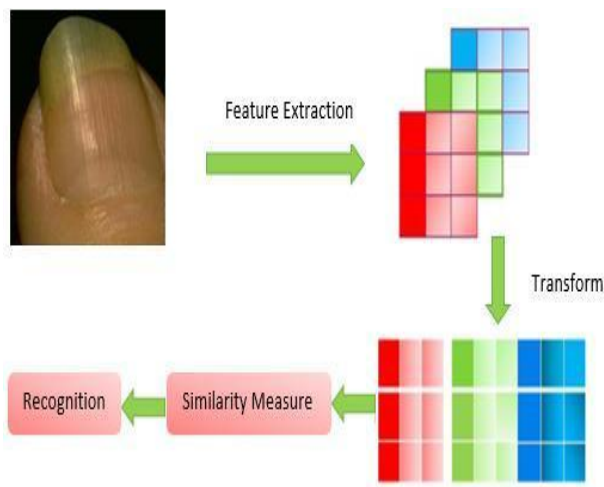 Feature Extraction
Transform
Recognition
Similarity Measure